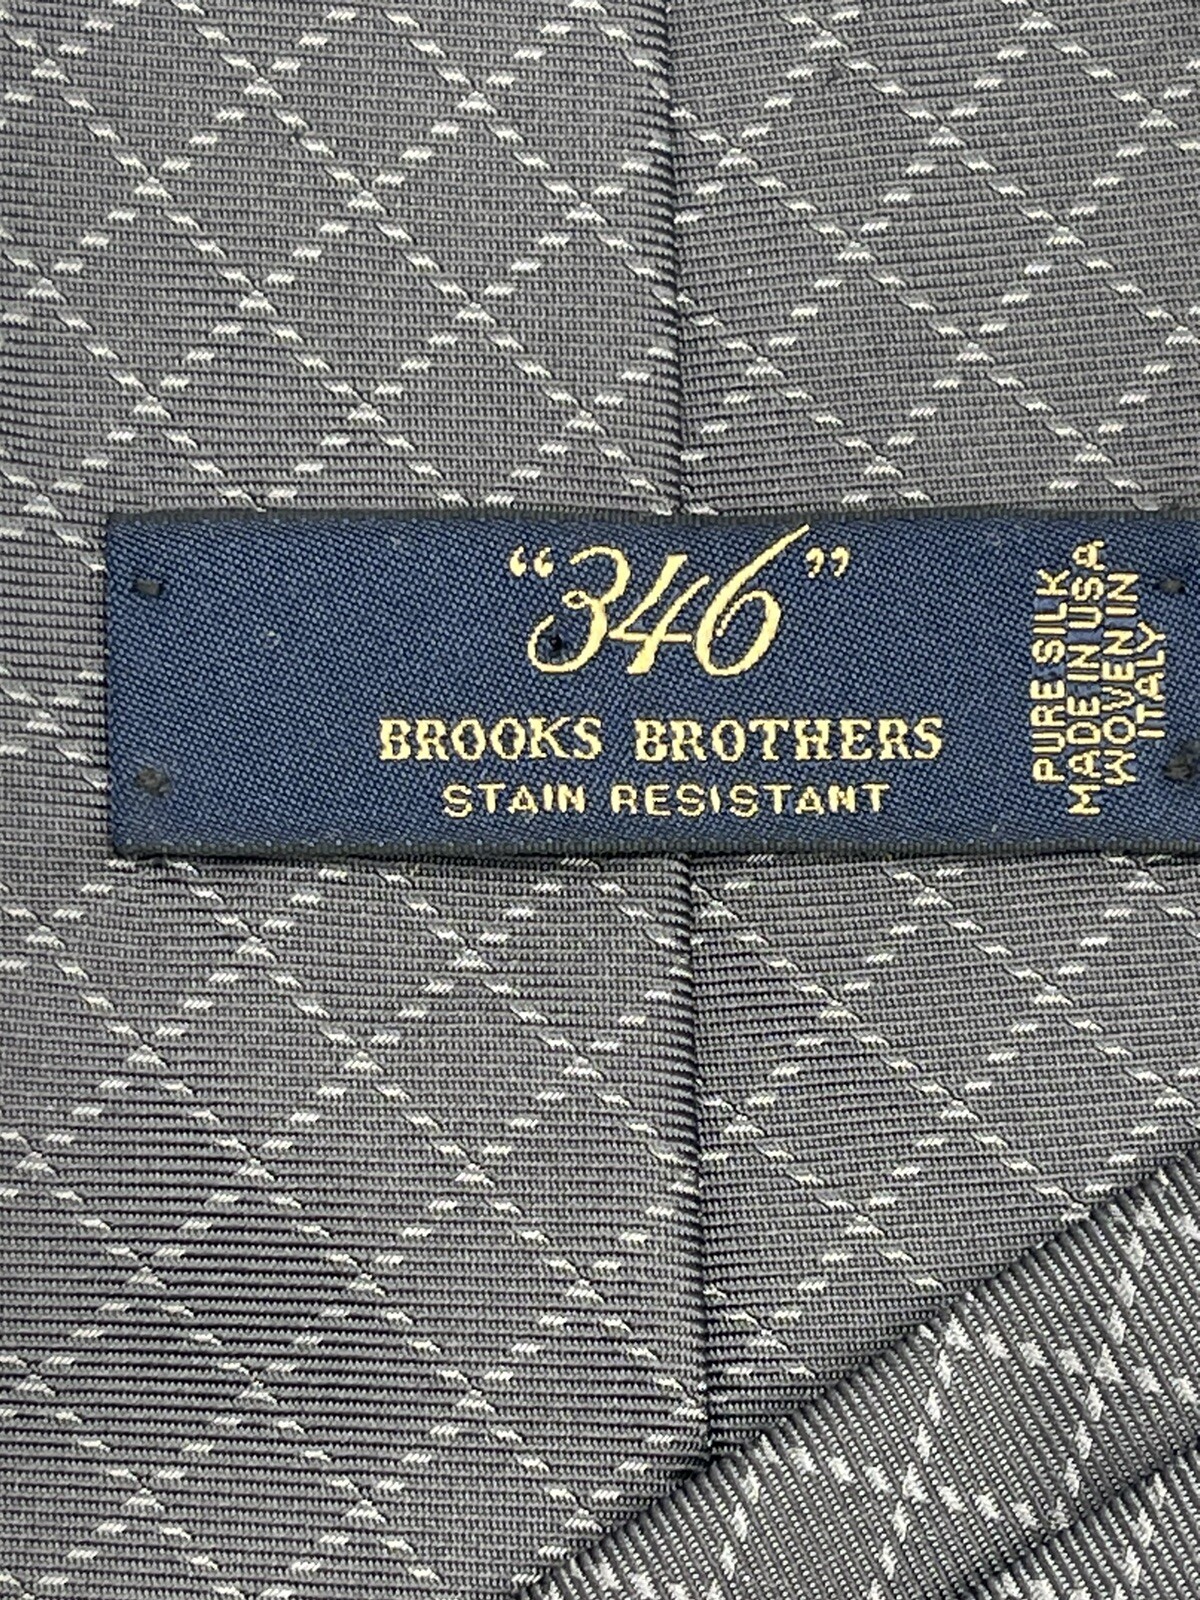 “346”
BROOKS BROTHERS
STAIN RESISTANT
PURE SILK
MADE IN USA
WOVEN IN
ITALY